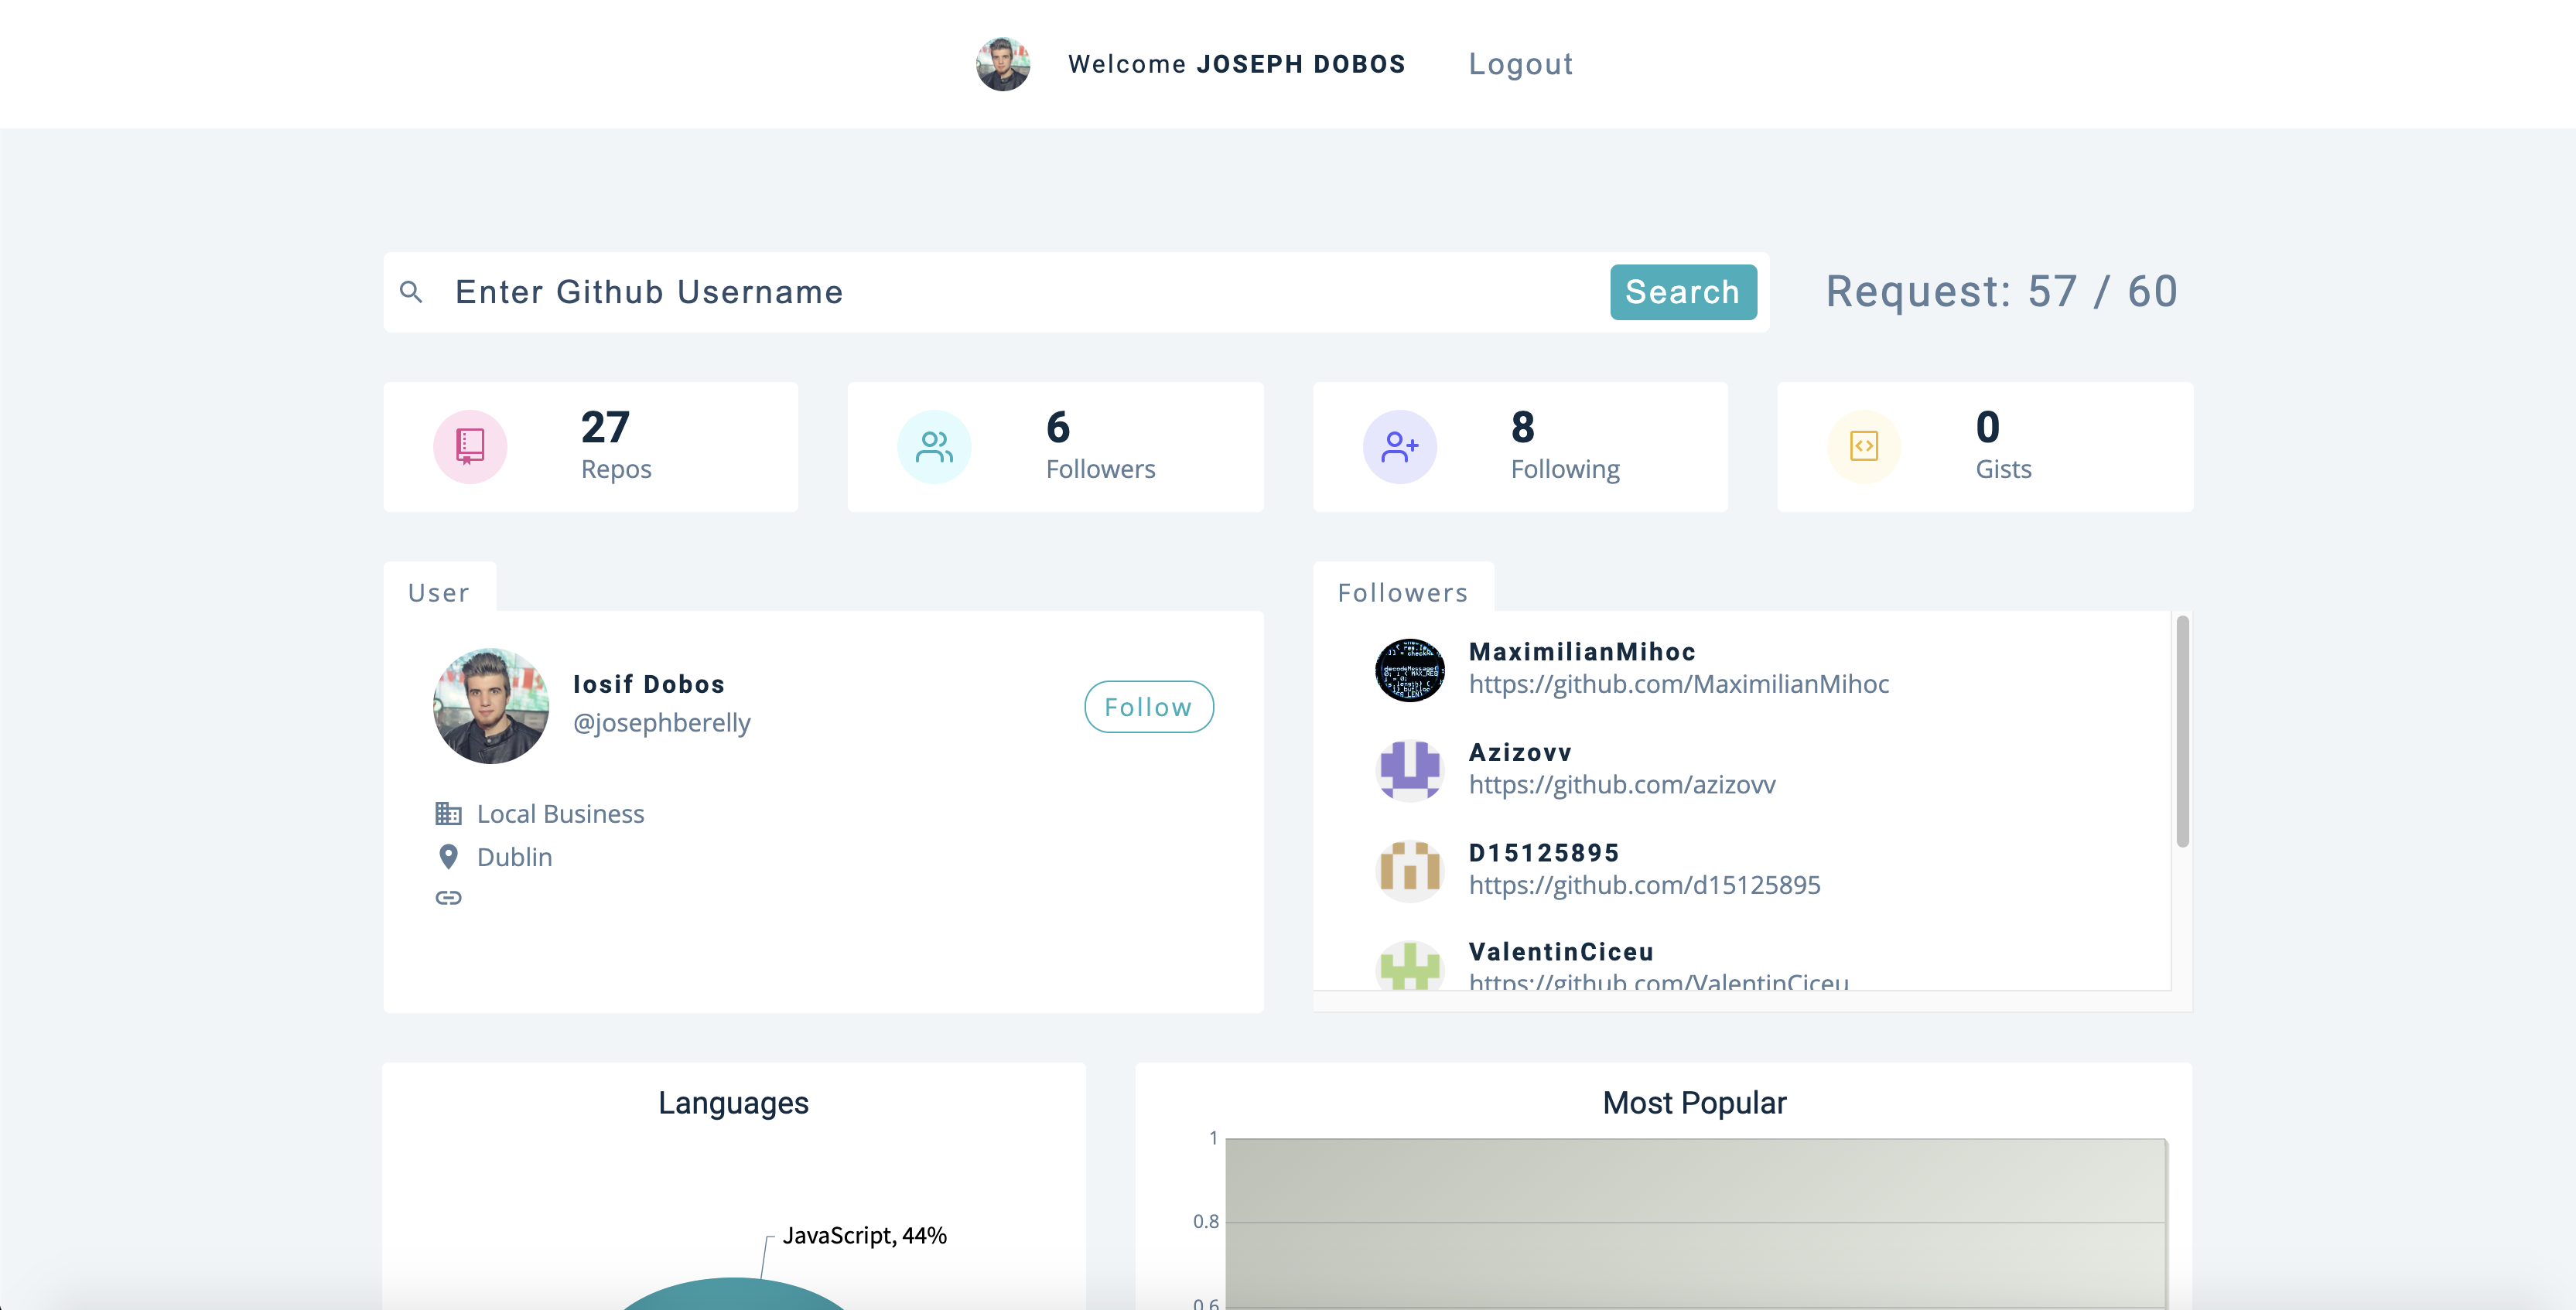 Welcome JOSEPH DOBOS Logout
Enter Github Username Search Request: 57 / 60
27
Repos
6
Followers
8
Following
0
Gists
User
Iosif Dobos
@josephberelly
Follow
Local Business
Dublin
Followers
MaximilianMihoc
https://github.com/MaximilianMihoc
Azizovv
https://github.com/azizovv
D15125895
https://github.com/d15125895
ValentinCiceu
https://github.com/ValentinCiceu
Languages
JavaScript, 44%
Most Popular
1
0.8
0.6